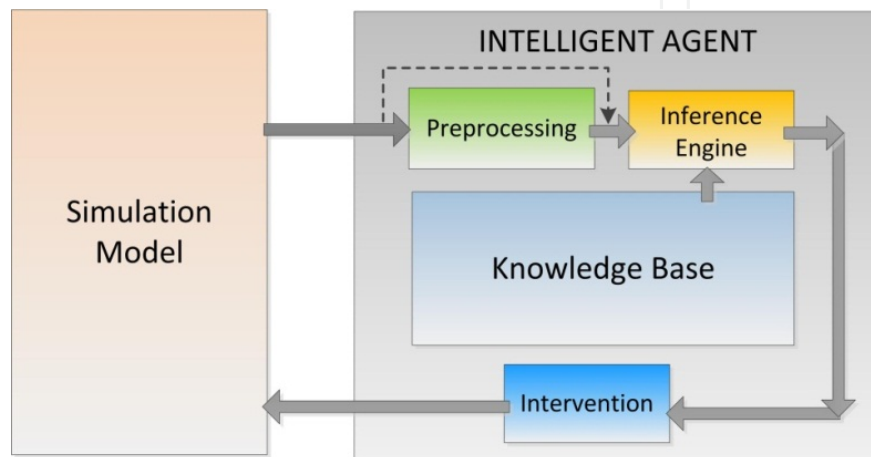 INTELLIGENT AGENT
Preprocessing
Inference
Engine
Simulation
Model
Knowledge Base
Intervention